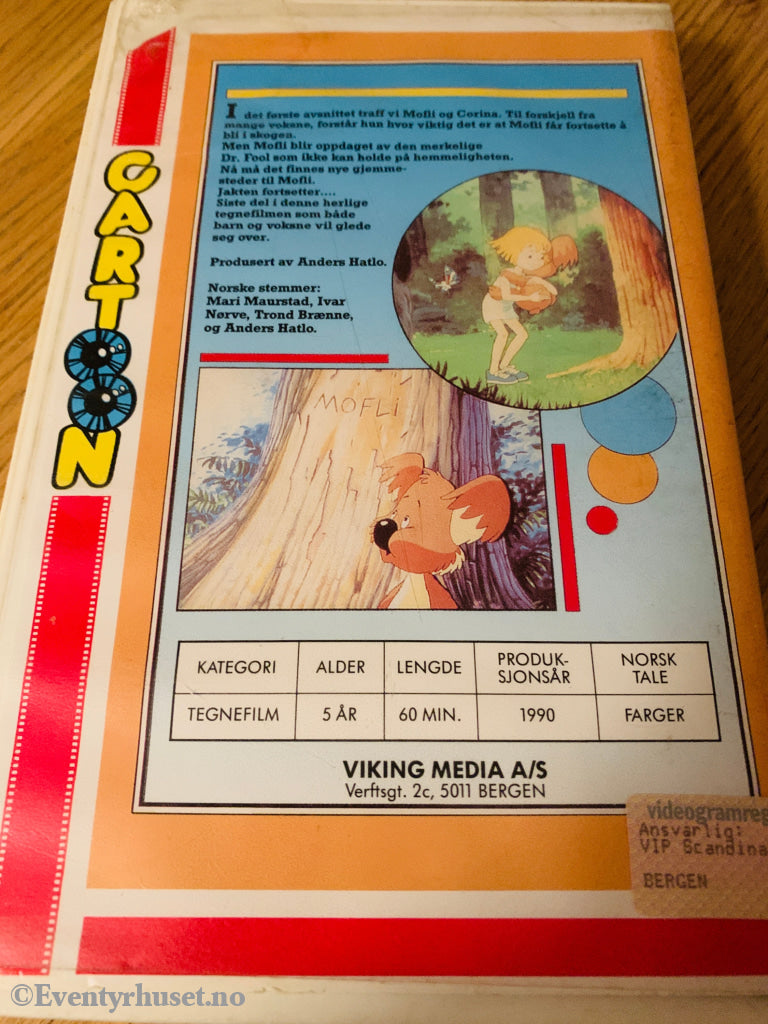 CARTOON
I det første avsnittet traff vi Mofli og Corina. Til forskjell fra
mange voksne, forstår hun hvor viktig det er at Mofli får fortsette å
bli i skogen.
Men Mofli blir oppdaget av den merkelige
Dr. Fool som ikke kan holde på hemmeligheten.
Nå må det finnes nye gjemme-
steder til Mofli.
Jakten fortsetter....
Siste del i denne herlige
tegnefilmen som både
barn og voksne vil glede
seg over.
Produsert av Anders Hatlo.
Norske stemmer:
Mari Maurstad, Ivar
Nørve, Trond Brænne,
og Anders Hatlo.
MOFLi
KATEGORI ALDER LENGDE PRODUK-
SJONSÅR NORSK
TALE
TEGNEFILM 5 ÅR 60 MIN. 1990 FARGER
VIKING MEDIA A/S
Verftsgt. 2c, 5011 BERGEN
videogramreg
Ansvarlig:
VIP Scandina
BERGEN
©Eventyrhuset.no